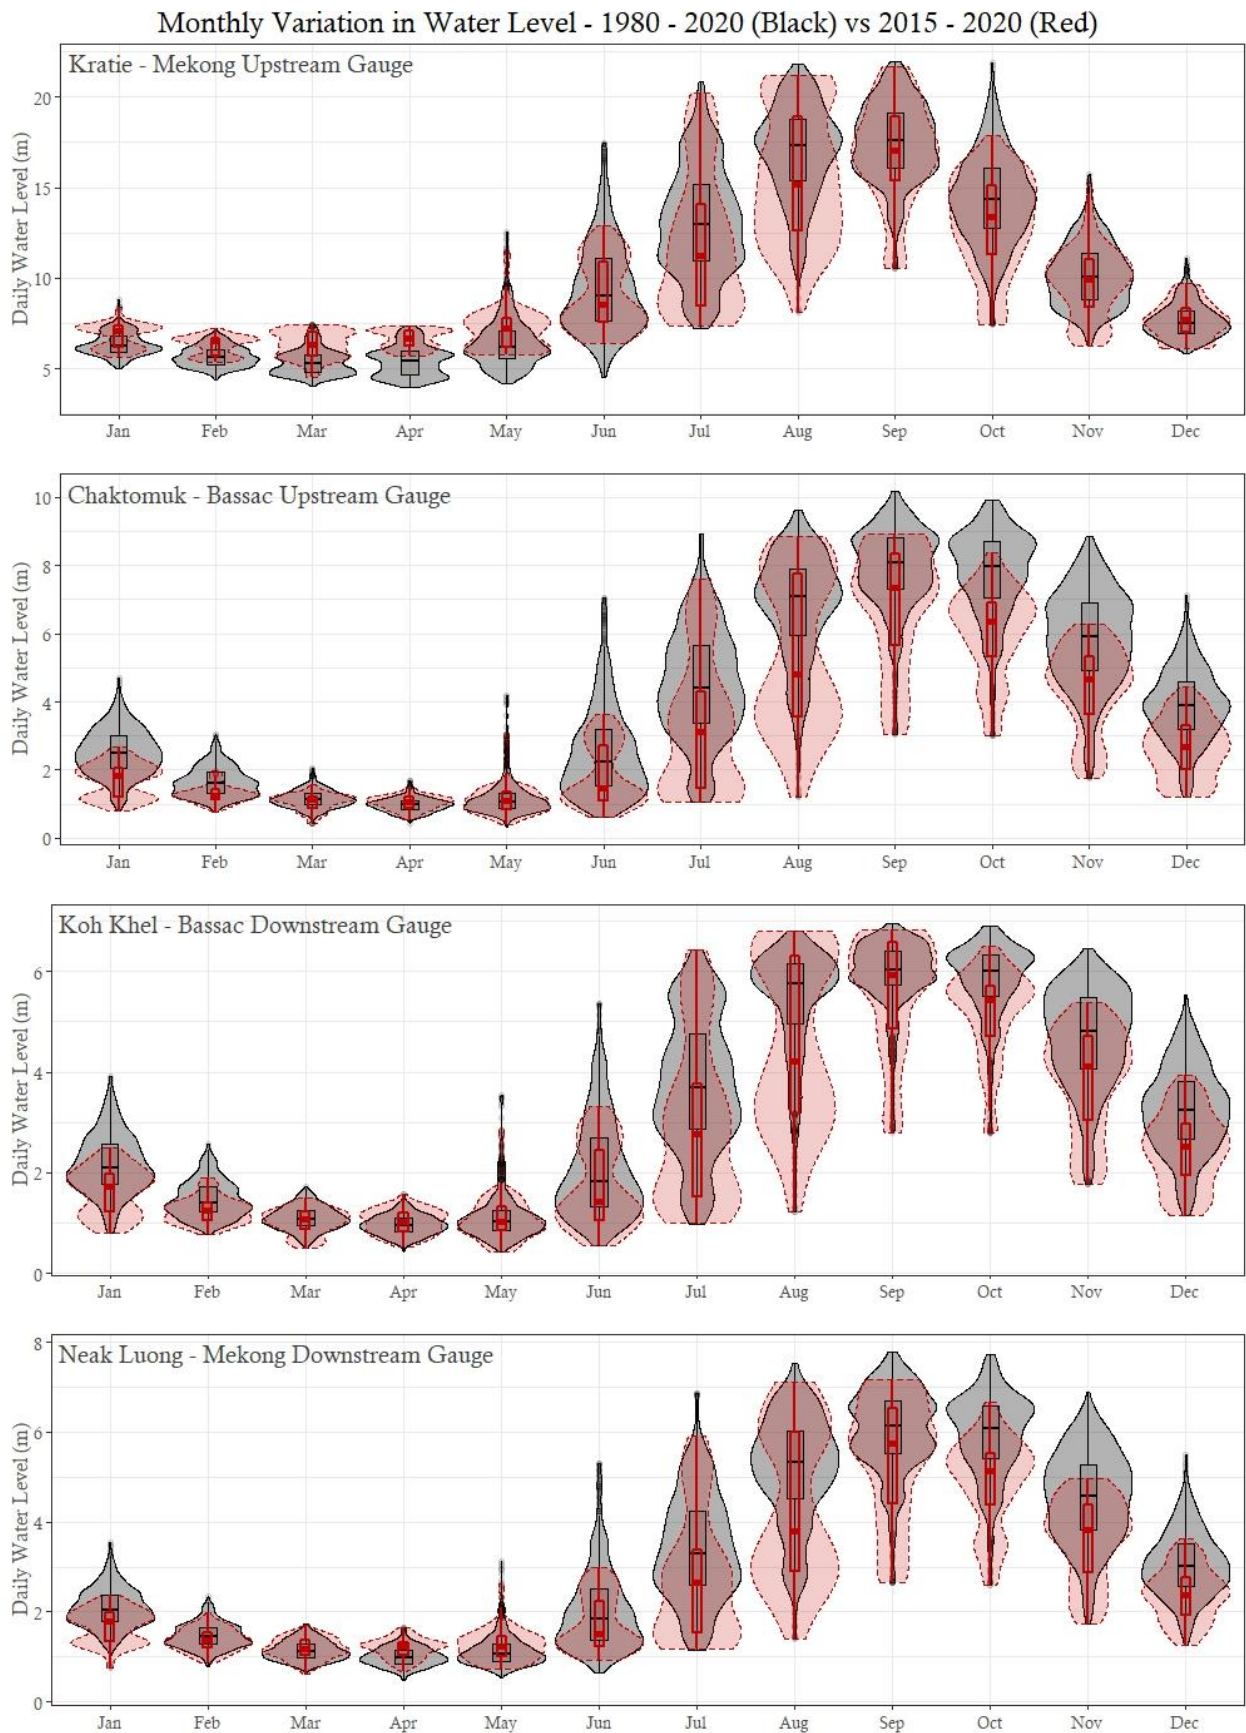 Monthly Variation in Water Level - 1980 - 2020 (Black) vs 2015 - 2020 (Red)
Kratie - Mekong Upstream Gauge
Daily Water Level (m)
20
15
10
5
Jan Feb Mar Apr May Jun Jul Aug Sep Oct Nov Dec
Chaktomuk - Bassac Upstream Gauge
Daily Water Level (m)
10
8
6
4
2
0
Jan Feb Mar Apr May Jun Jul Aug Sep Oct Nov Dec
Koh Khel - Bassac Downstream Gauge
Daily Water Level (m)
6
4
2
0
Jan Feb Mar Apr May Jun Jul Aug Sep Oct Nov Dec
Neak Luong - Mekong Downstream Gauge
Daily Water Level (m)
8
6
4
2
0
Jan Feb Mar Apr May Jun Jul Aug Sep Oct Nov Dec